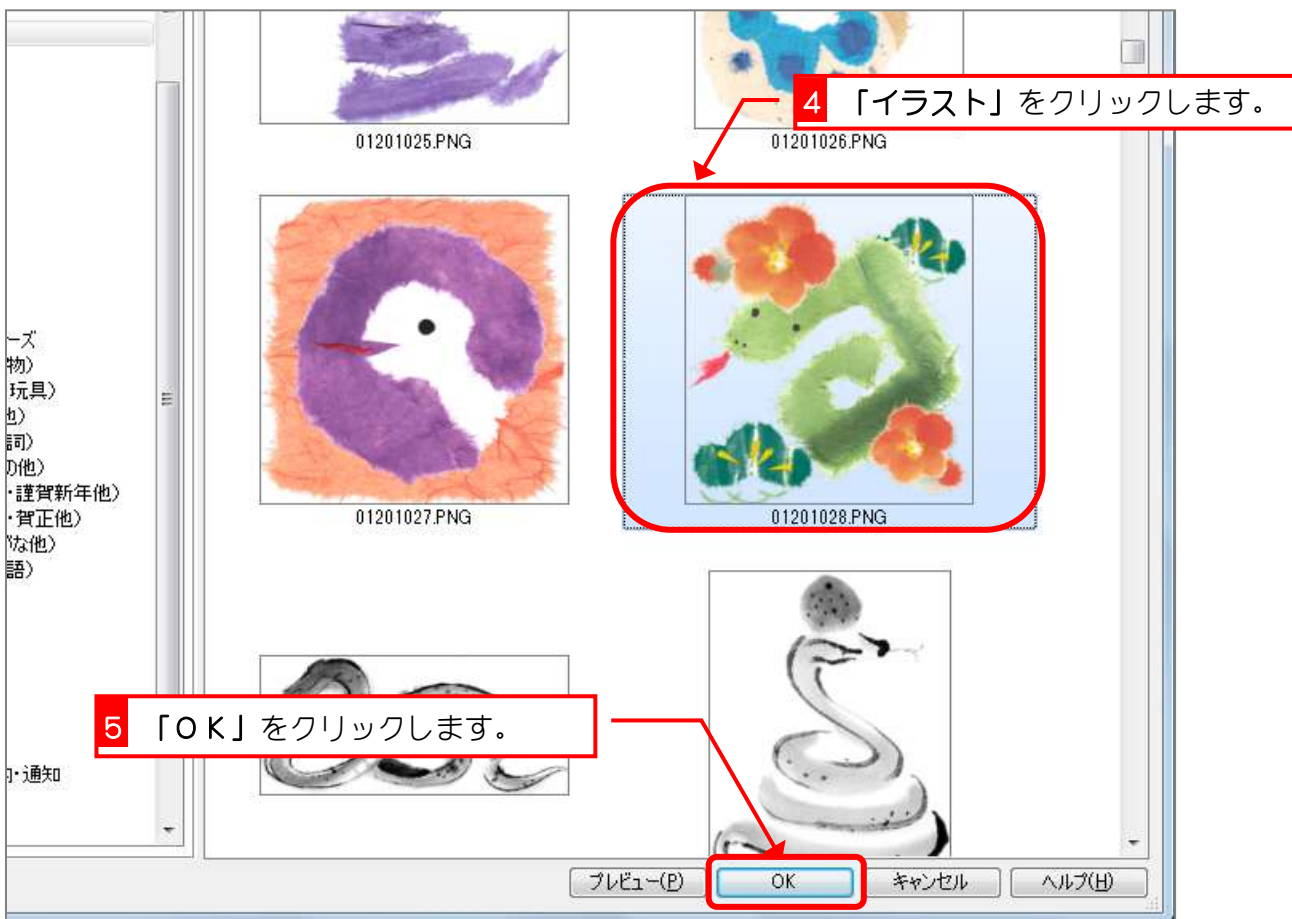 01201025.PNG
01201026.PNG
4 「イラスト」をクリックします。
ーズ
物)
玩具)
他)
詞)
の他)
・謹賀新年他)
・賀正他)
がな他)
語)
・通知
01201027.PNG
01201028.PNG
5 「OK」をクリックします。
プレビュー(P)
OK
キャンセル
ヘルプ(H)